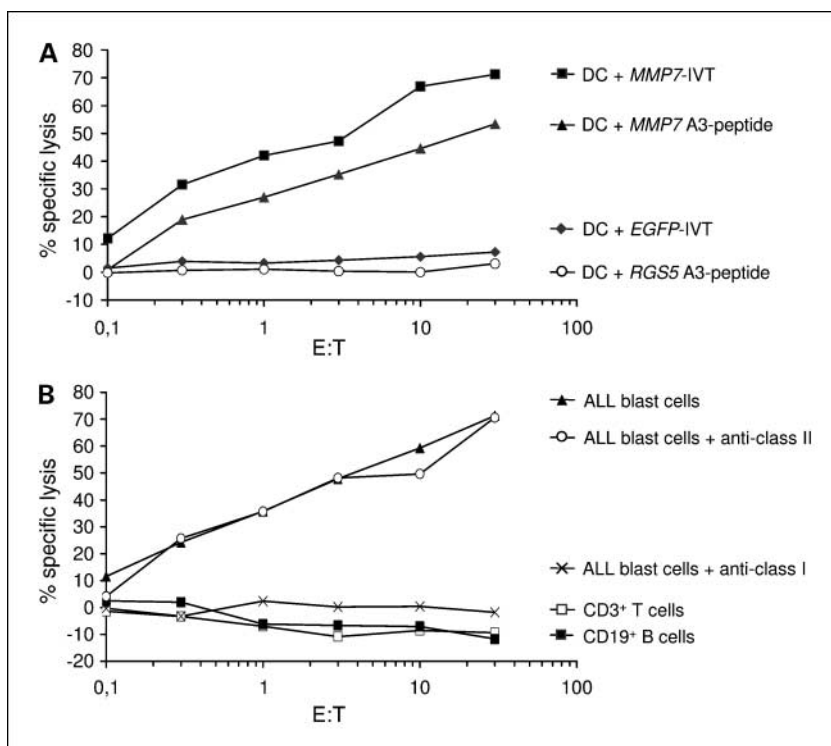 A
80
70
60
50
40
30
20
10
0
-10
% specific lysis
0,1 1 10 100
E:T
DC + MMP7-IVT
DC + MMP7 A3-peptide
DC + EGFP-IVT
DC + RGS5 A3-peptide
B
80
70
60
50
40
30
20
10
0
-10
-20
% specific lysis
0,1 1 10 100
E:T
ALL blast cells
ALL blast cells + anti-class II
ALL blast cells + anti-class I
CD3⁺ T cells
CD19⁺ B cells